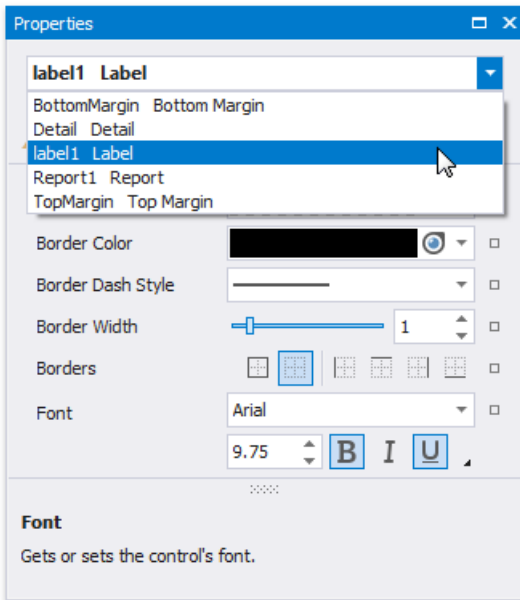 Properties
label1 Label
BottomMargin Bottom Margin
Detail Detail
label1 Label
Report1 Report
TopMargin Top Margin
Border Color
Border Dash Style
Border Width 1
Borders
Font Arial
9.75 B I U
Font
Gets or sets the control's font.